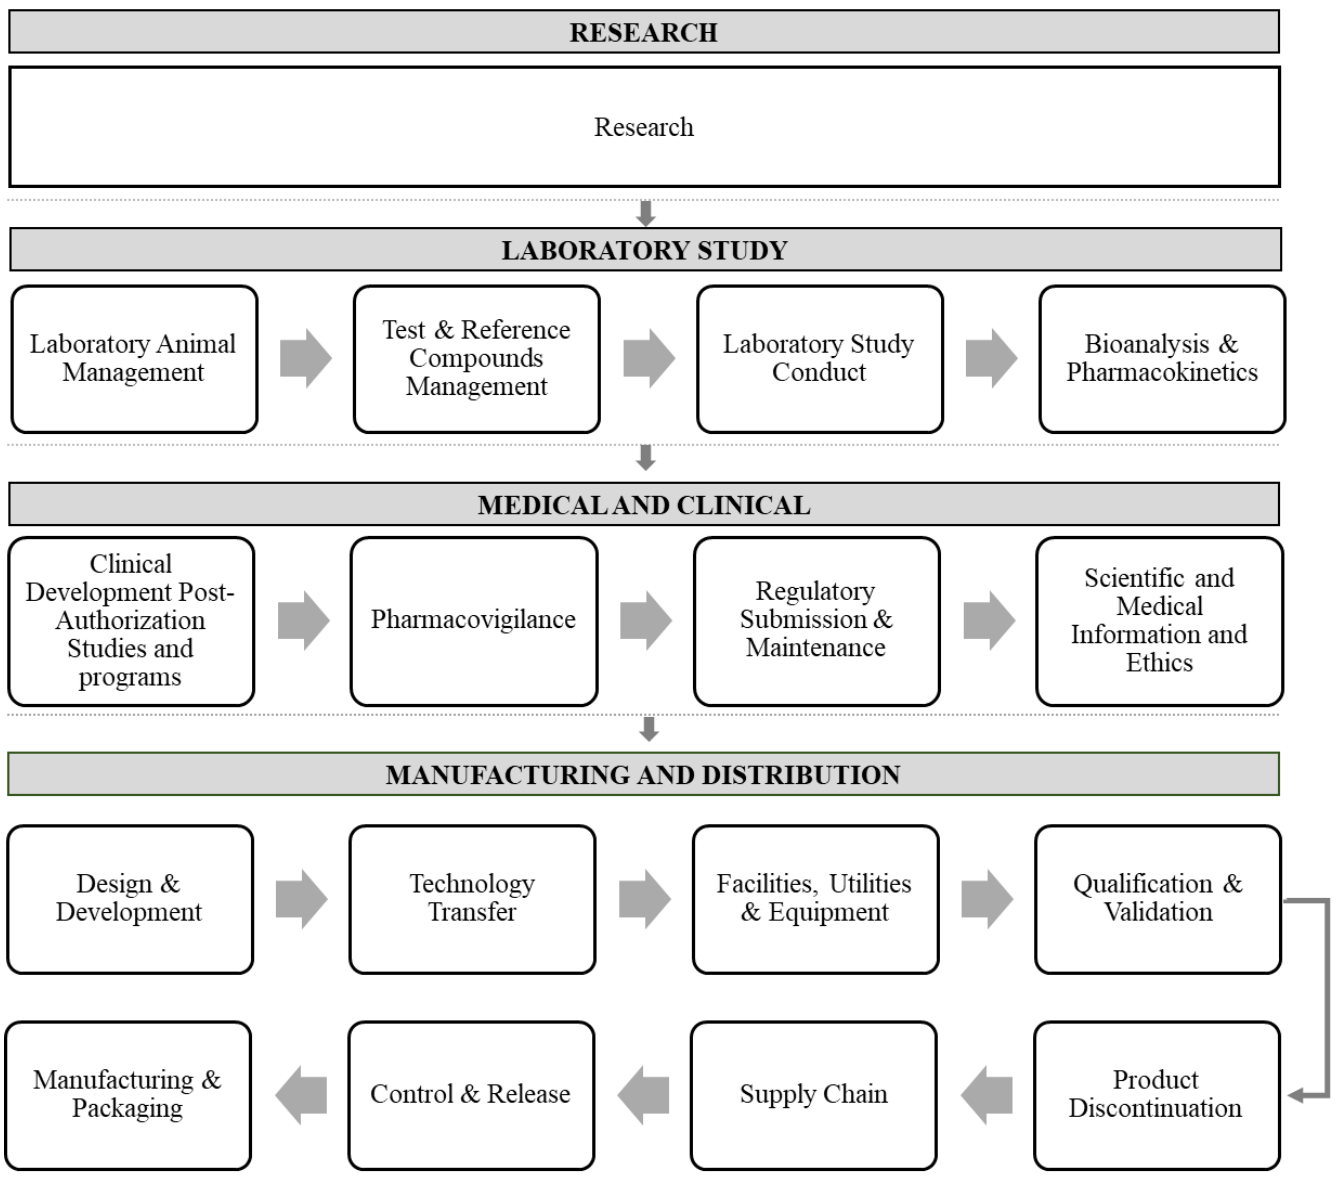 RESEARCH
Research
LABORATORY STUDY
Laboratory Animal
Management
Test & Reference
Compounds
Management
Laboratory Study
Conduct
Bioanalysis &
Pharmacokinetics
MEDICAL AND CLINICAL
Clinical
Development Post-
Authorization
Studies and
programs
Pharmacovigilance
Regulatory
Submission &
Maintenance
Scientific and
Medical
Information and
Ethics
MANUFACTURING AND DISTRIBUTION
Design &
Development
Technology
Transfer
Facilities, Utilities
& Equipment
Qualification &
Validation
Manufacturing &
Packaging
Control & Release
Supply Chain
Product
Discontinuation